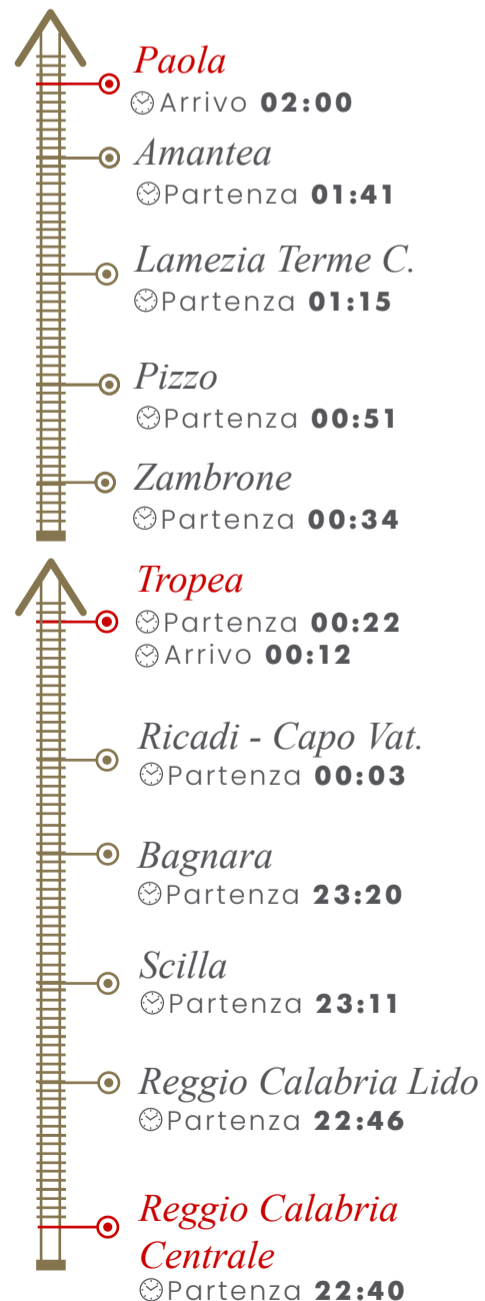 Paola
Arrivo 02:00
Amantea
Partenza 01:41
Lamezia Terme C.
Partenza 01:15
Pizzo
Partenza 00:51
Zambrone
Partenza 00:34
Tropea
Partenza 00:22
Arrivo 00:12
Ricadi - Capo Vat.
Partenza 00:03
Bagnara
Partenza 23:20
Scilla
Partenza 23:11
Reggio Calabria Lido
Partenza 22:46
Reggio Calabria
Centrale
Partenza 22:40